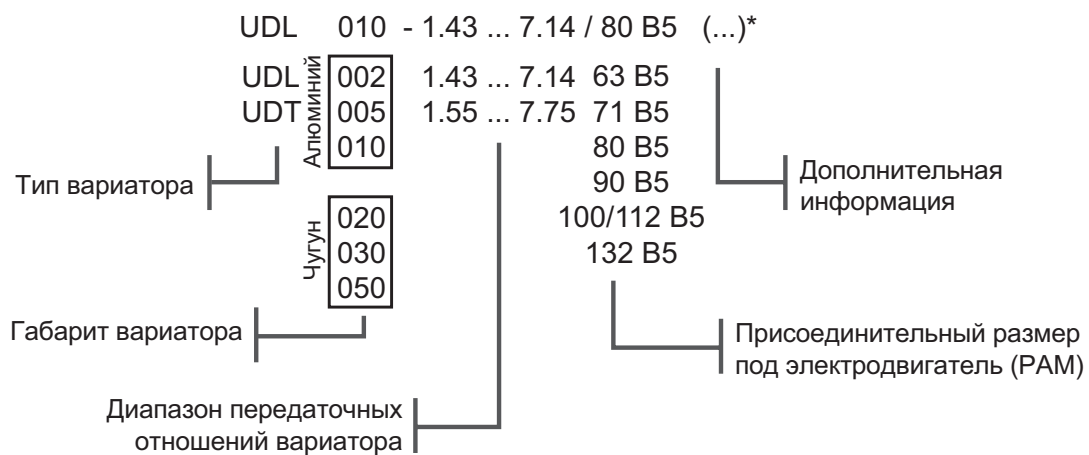 UDL 010 - 1.43 ... 7.14 / 80 B5 (...)*
UDL 002 1.43 ... 7.14 63 B5
UDT 005 1.55 ... 7.75 71 B5
010 80 B5
Алюминий
90 B5
020 100/112 B5
030 132 B5
050
Чугун
Тип вариатора
Дополнительная
информация
Габарит вариатора
Присоединительный размер
под электродвигатель (PAM)
Диапазон передаточных
отношений вариатора